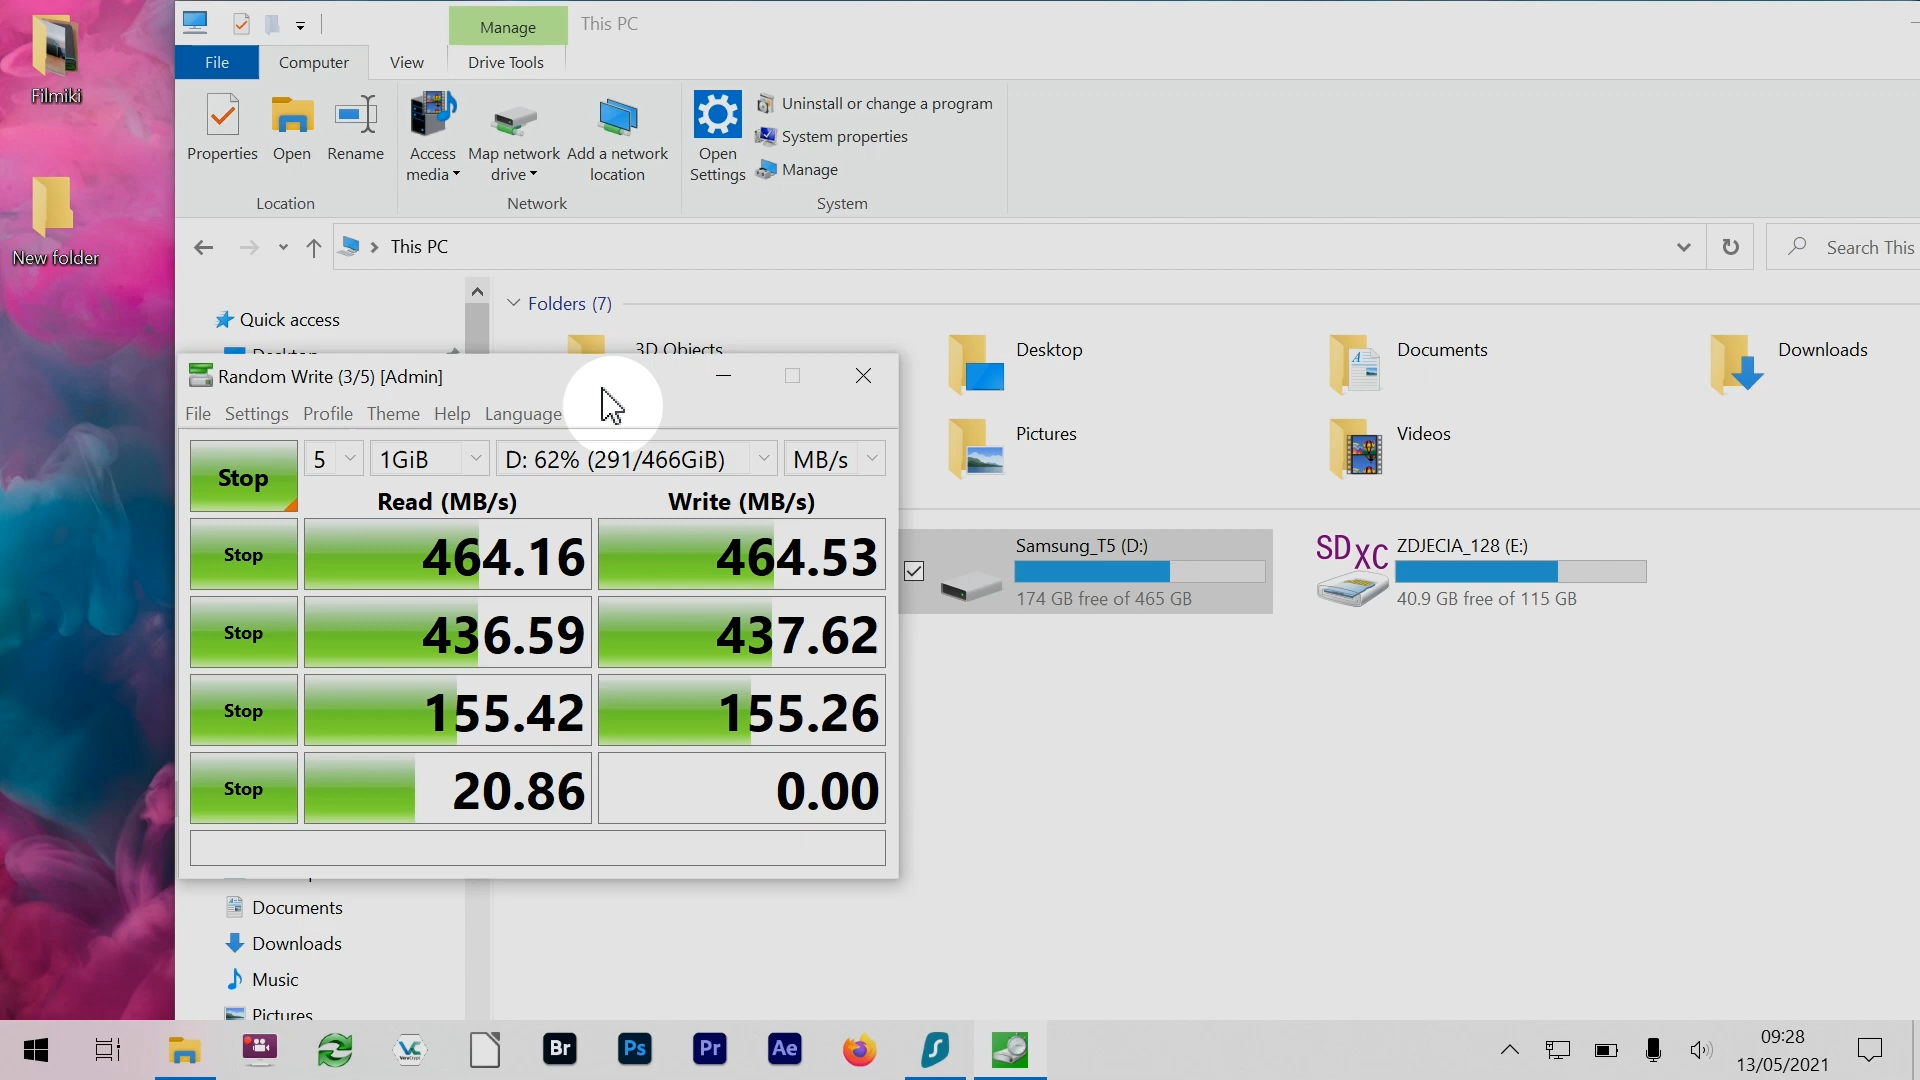 Filmiki
New folder
Manage
This PC
File
Computer
View
Drive Tools
Properties
Open
Rename
Access media
Map network drive
Add a network location
Open Settings
Uninstall or change a program
System properties
Manage
Location
Network
System
This PC
Search This
Quick access
Folders (7)
3D Objects
Desktop
Documents
Downloads
Pictures
Videos
Samsung_T5 (D:)
174 GB free of 465 GB
SD XC
ZDJECIA_128 (E:)
40.9 GB free of 115 GB
Random Write (3/5) [Admin]
File Settings Profile Theme Help Language
Stop
5
1GiB
D: 62% (291/466GiB)
MB/s
Read (MB/s)
Write (MB/s)
Stop
464.16
464.53
Stop
436.59
437.62
Stop
155.42
155.26
Stop
20.86
0.00
Documents
Downloads
Music
Pictures
VC
Br
Ps
Pr
Ae
09:28
13/05/2021